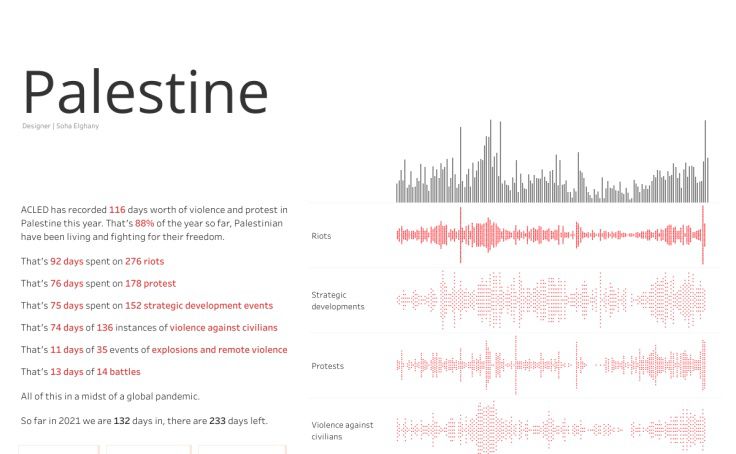 Palestine
Designer | Soha Elghany
ACLED has recorded 116 days worth of violence and protest in
Palestine this year. That's 88% of the year so far, Palestinian
have been living and fighting for their freedom.
That's 92 days spent on 276 riots
That's 76 days spent on 178 protest
That's 75 days spent on 152 strategic development events
That's 74 days of 136 instances of violence against civilians
That's 11 days of 35 events of explosions and remote violence
That's 13 days of 14 battles
All of this in a midst of a global pandemic.
So far in 2021 we are 132 days in, there are 233 days left.
Riots
Strategic
developments
Protests
Violence against
civilians